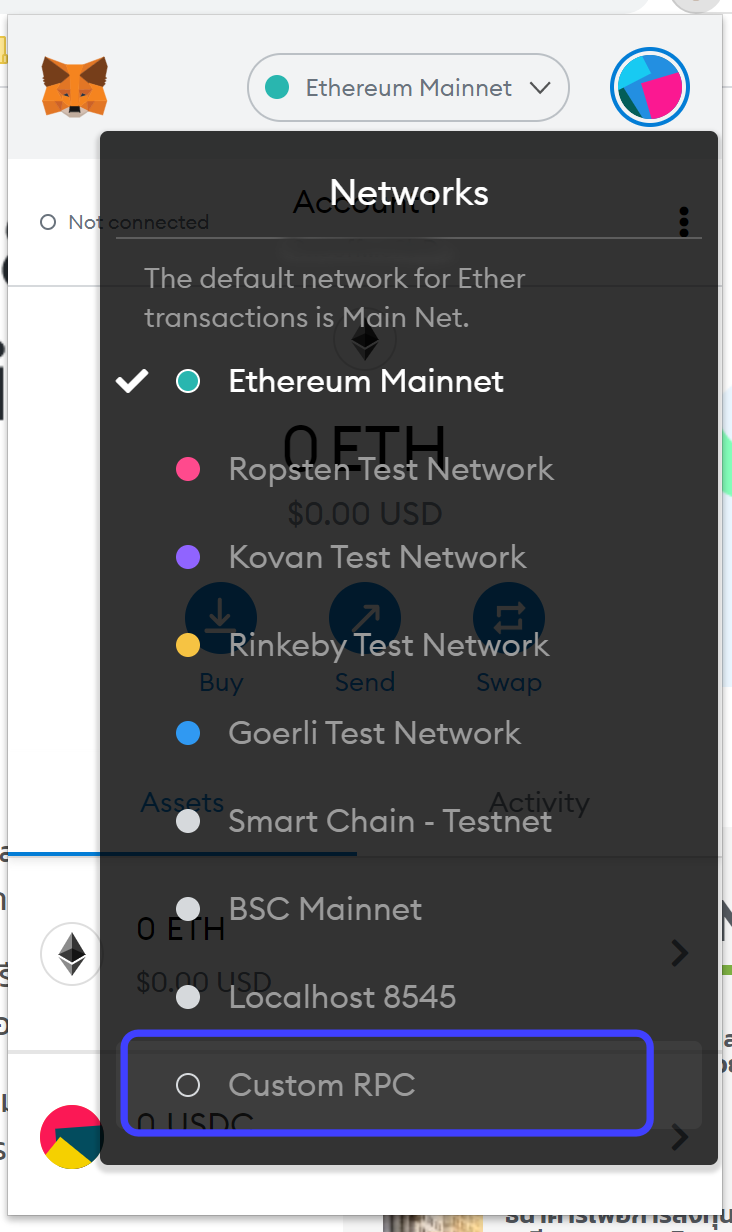 Ethereum Mainnet
Networks
Account 1
Not connected
The default network for Ether
transactions is Main Net.
Ethereum Mainnet
0 ETH
Ropsten Test Network
$0.00 USD
Kovan Test Network
Rinkeby Test Network
Buy
Send
Swap
Goerli Test Network
Assets
Activity
Smart Chain - Testnet
BSC Mainnet
0 ETH
$0.00 USD
Localhost 8545
Custom RPC
0 USDC